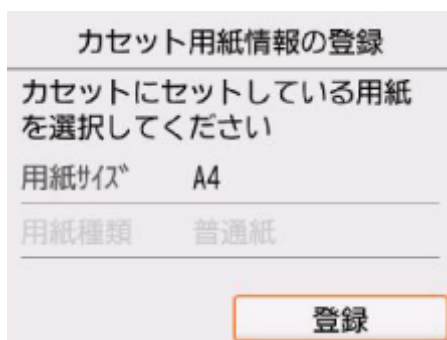 カセット用紙情報の登録
カセットにセットしている用紙
を選択してください
用紙ｻｲｽﾞ A4
用紙種類 普通紙
登録